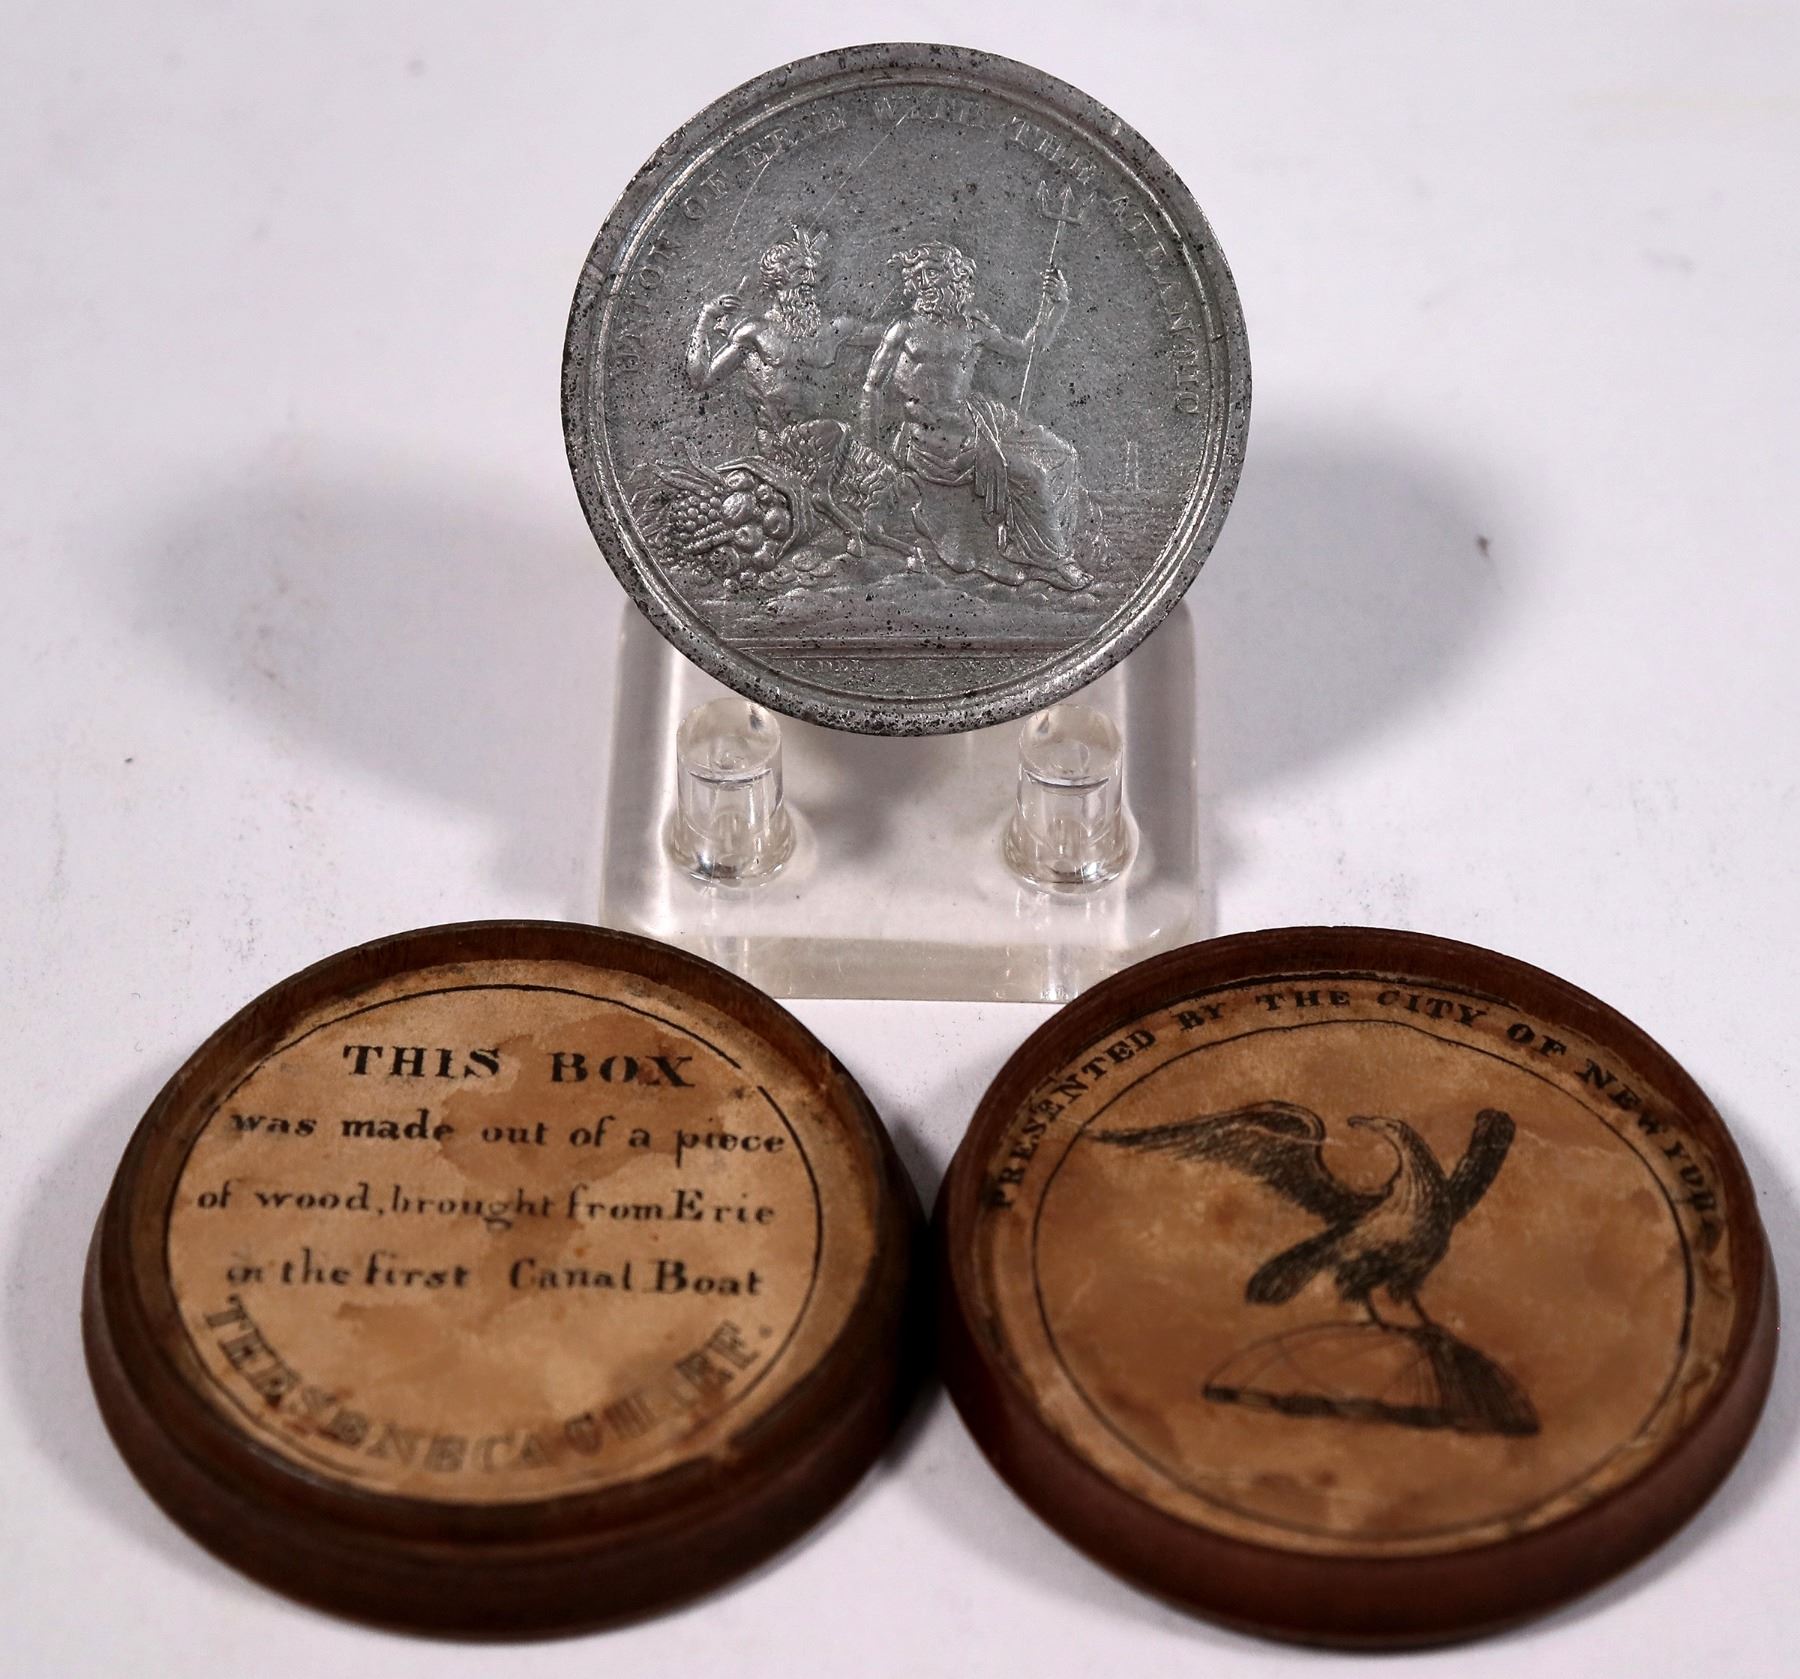 UNION OF ERIE WITH THE ATLANTIC
THIS BOX
was made out of a piece
of wood, brought from Erie
in the first Canal Boat
THE SENECA CHIEF.
PRESENTED BY THE CITY OF NEW YORK